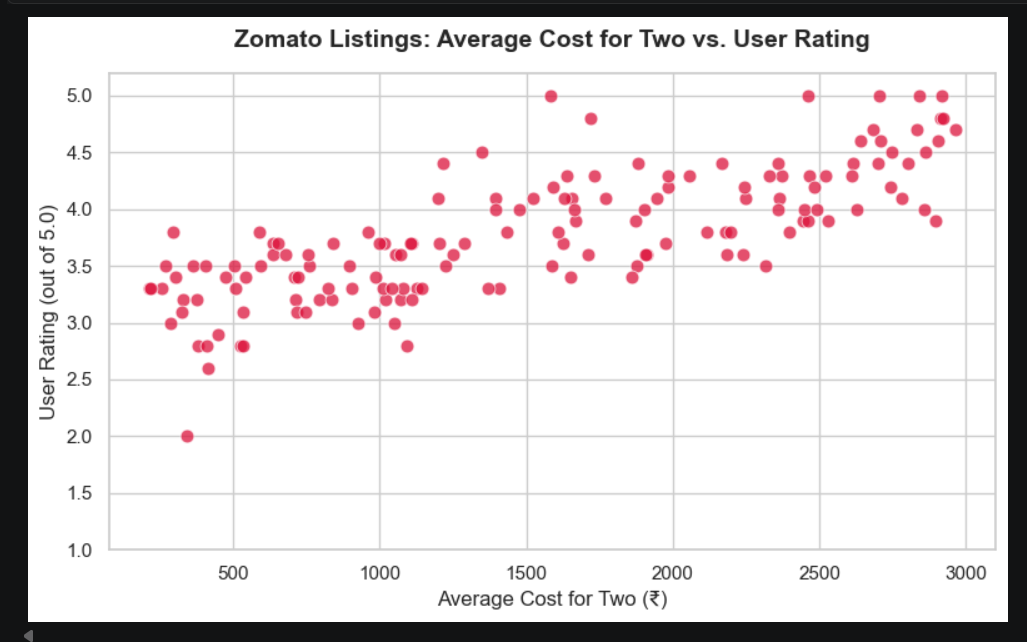 Zomato Listings: Average Cost for Two vs. User Rating
5.0
4.5
4.0
3.5
3.0
2.5
2.0
1.5
1.0
User Rating (out of 5.0)
500 1000 1500 2000 2500 3000
Average Cost for Two (₹)